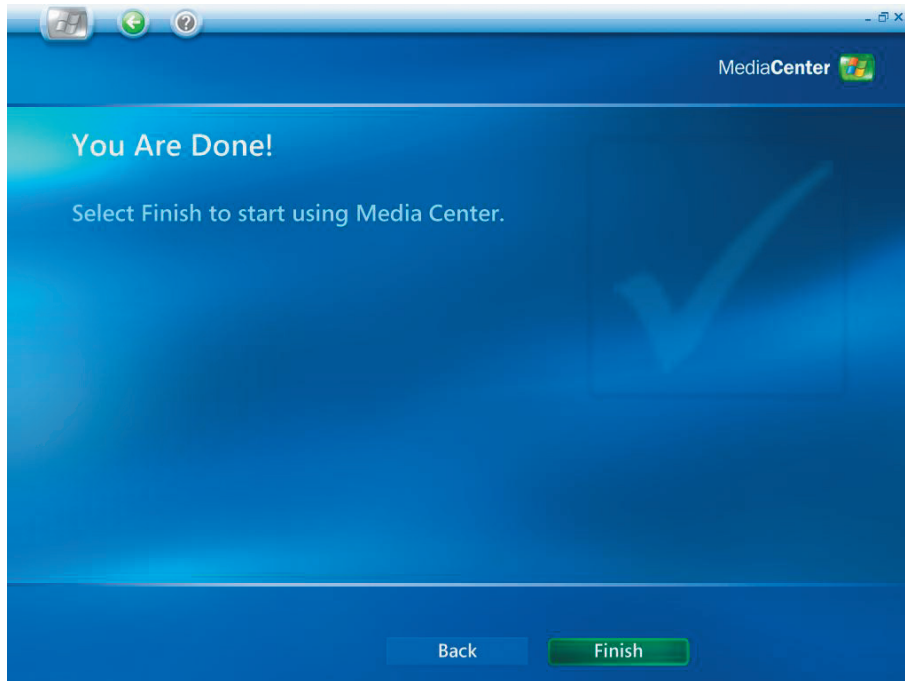 MediaCenter
You Are Done!
Select Finish to start using Media Center.
Back
Finish